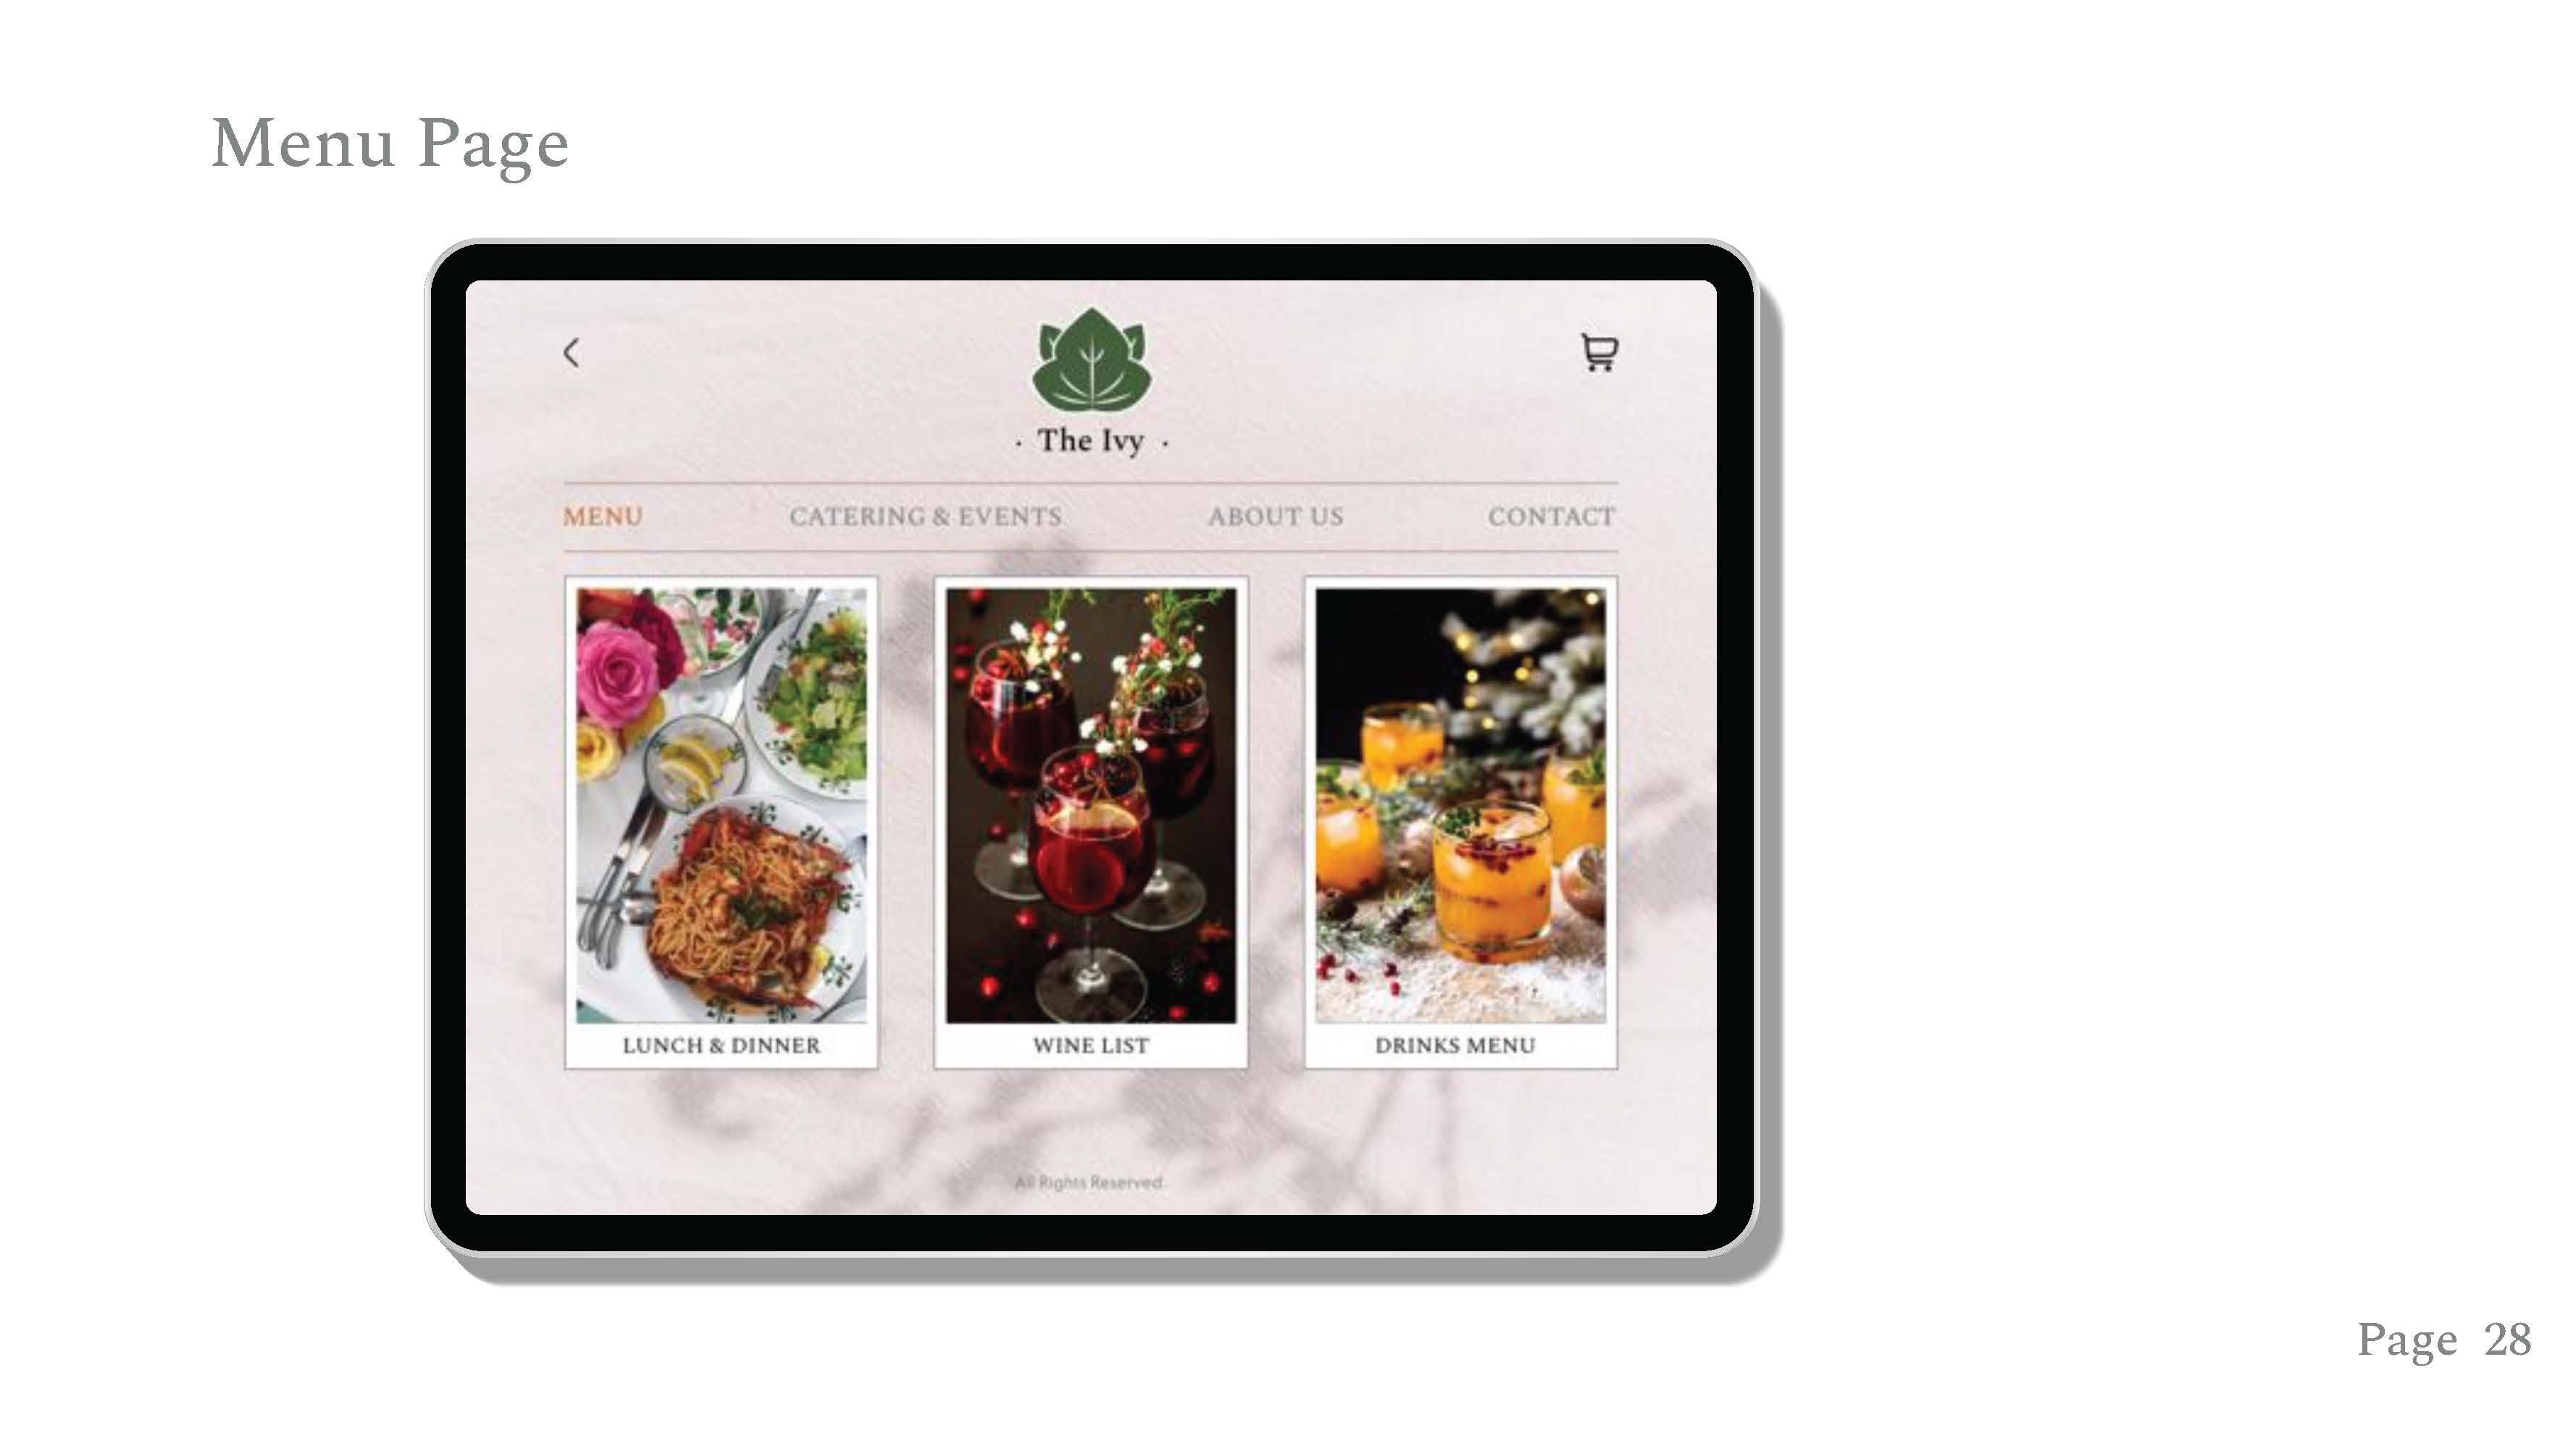 Menu Page
· The Ivy ·
MENU CATERING & EVENTS ABOUT US CONTACT
LUNCH & DINNER WINE LIST DRINKS MENU
All Rights Reserved.
Page 28